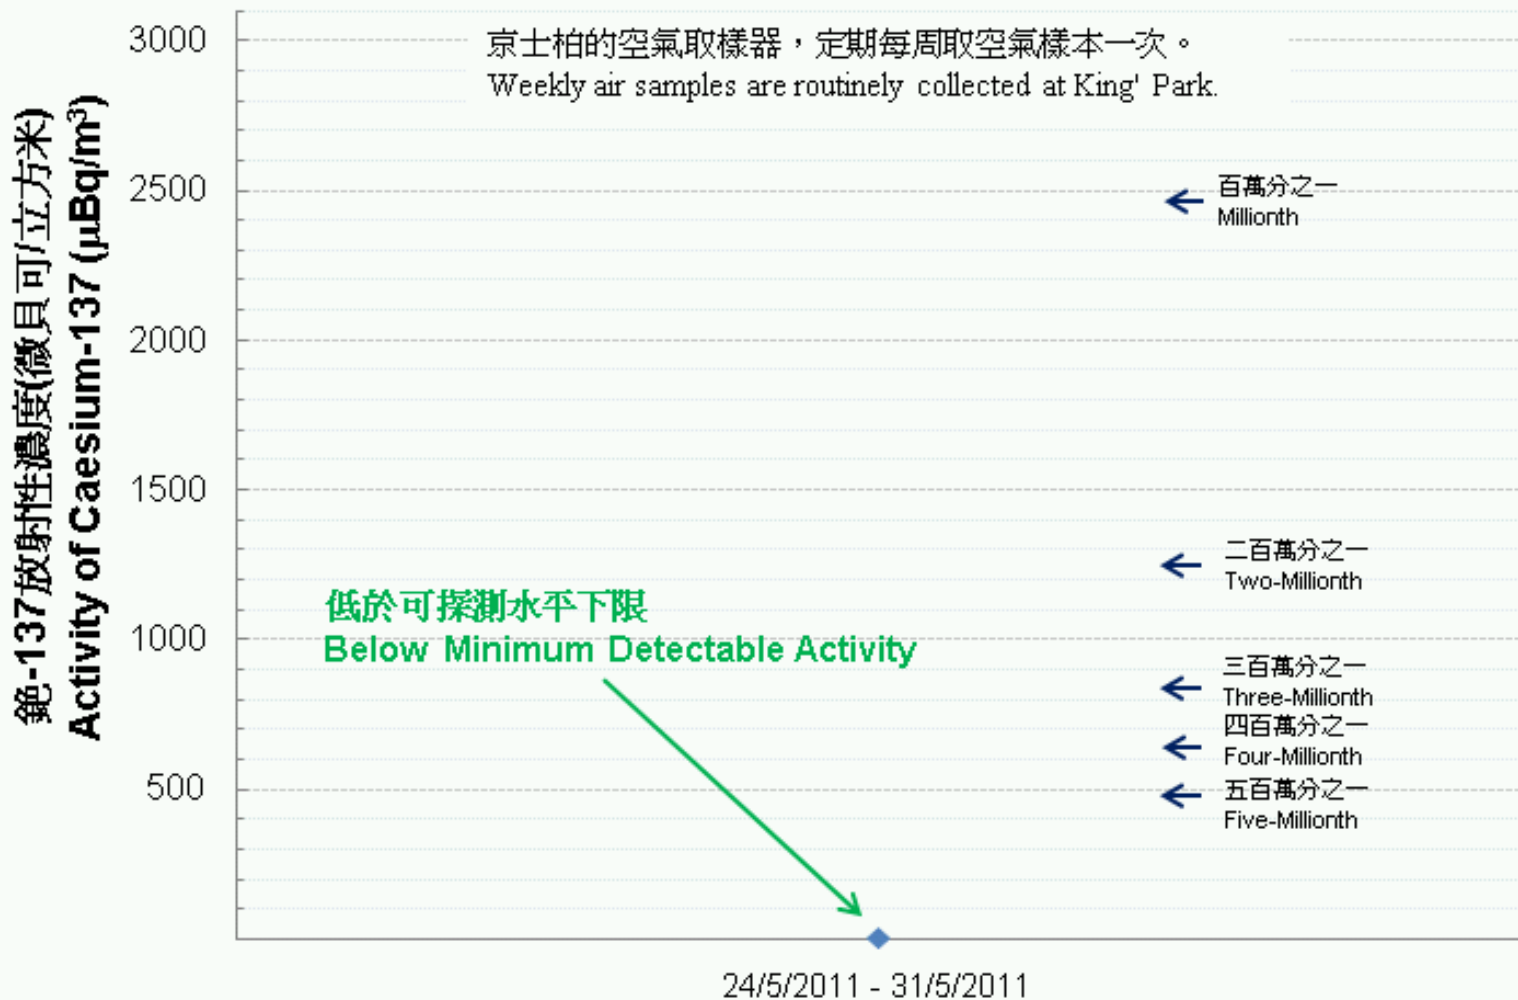 京士柏的空氣取樣器，定期每周取空氣樣本一次。
Weekly air samples are routinely collected at King' Park.
銫-137放射性濃度(微貝可/立方米)
Activity of Caesium-137 (µBq/m³)
3000
2500
2000
1500
1000
500
百萬分之一
Millionth
二百萬分之一
Two-Millionth
三百萬分之一
Three-Millionth
四百萬分之一
Four-Millionth
五百萬分之一
Five-Millionth
低於可探測水平下限
Below Minimum Detectable Activity
24/5/2011 - 31/5/2011